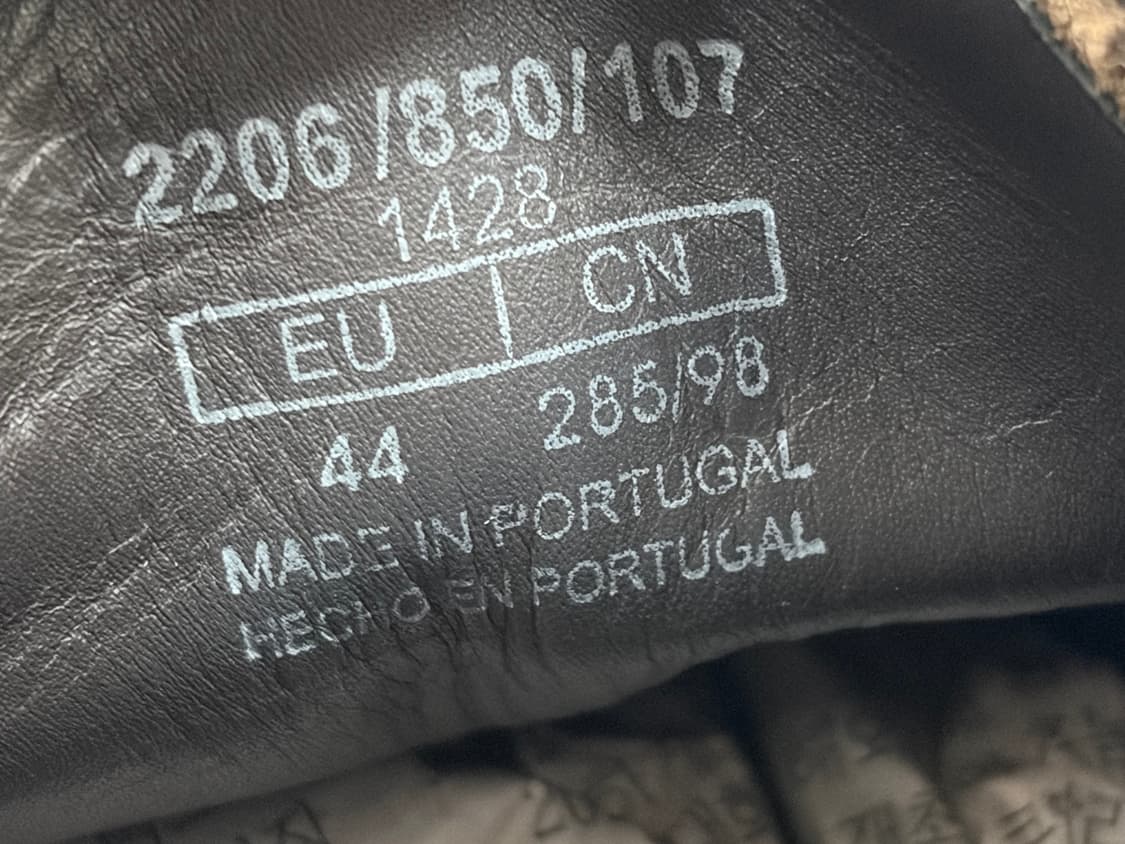 2206/850/107
1428
EU CN
44 285/98
MADE IN PORTUGAL
HECHO EN PORTUGAL